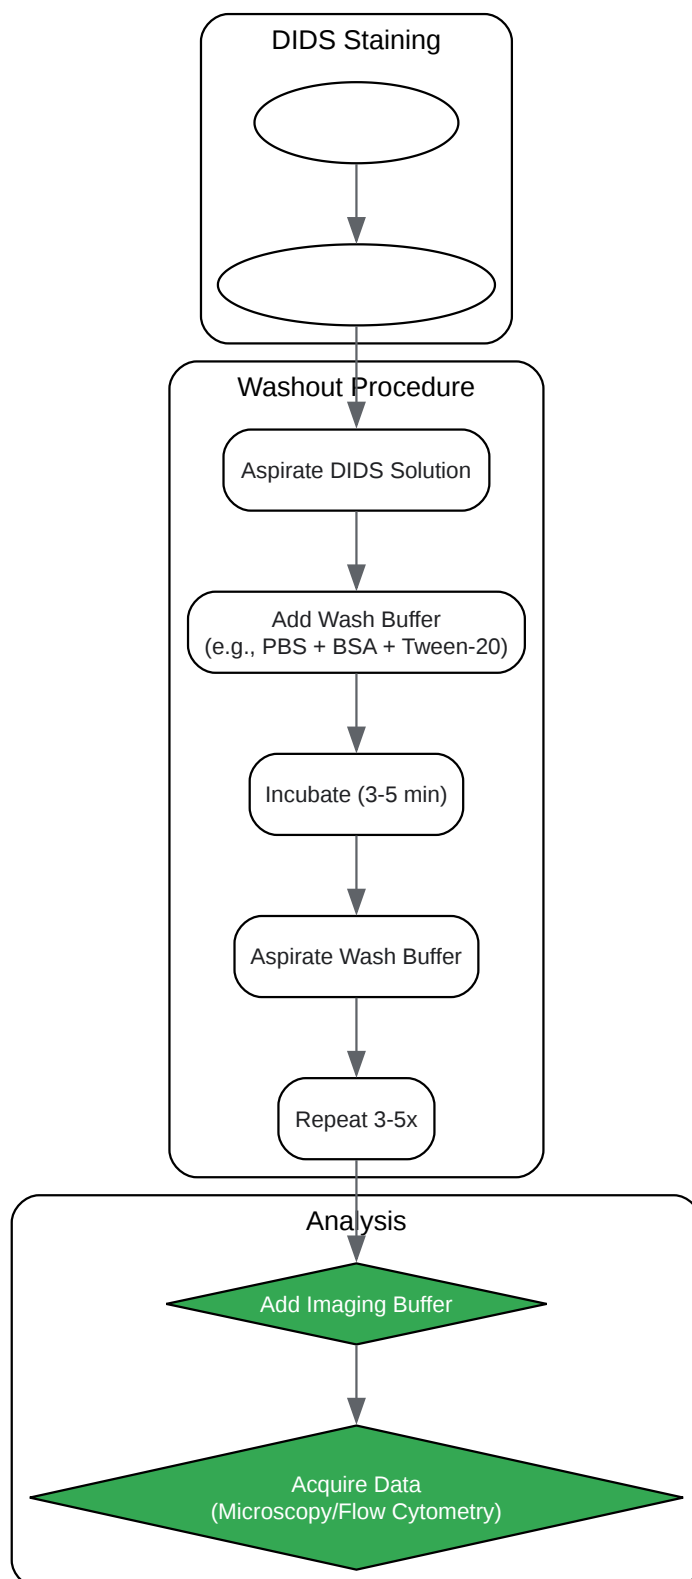 DIDS Staining
Washout Procedure
Aspirate DIDS Solution
Add Wash Buffer
(e.g., PBS + BSA + Tween-20)
Incubate (3-5 min)
Aspirate Wash Buffer
Repeat 3-5x
Analysis
Add Imaging Buffer
Acquire Data
(Microscopy/Flow Cytometry)